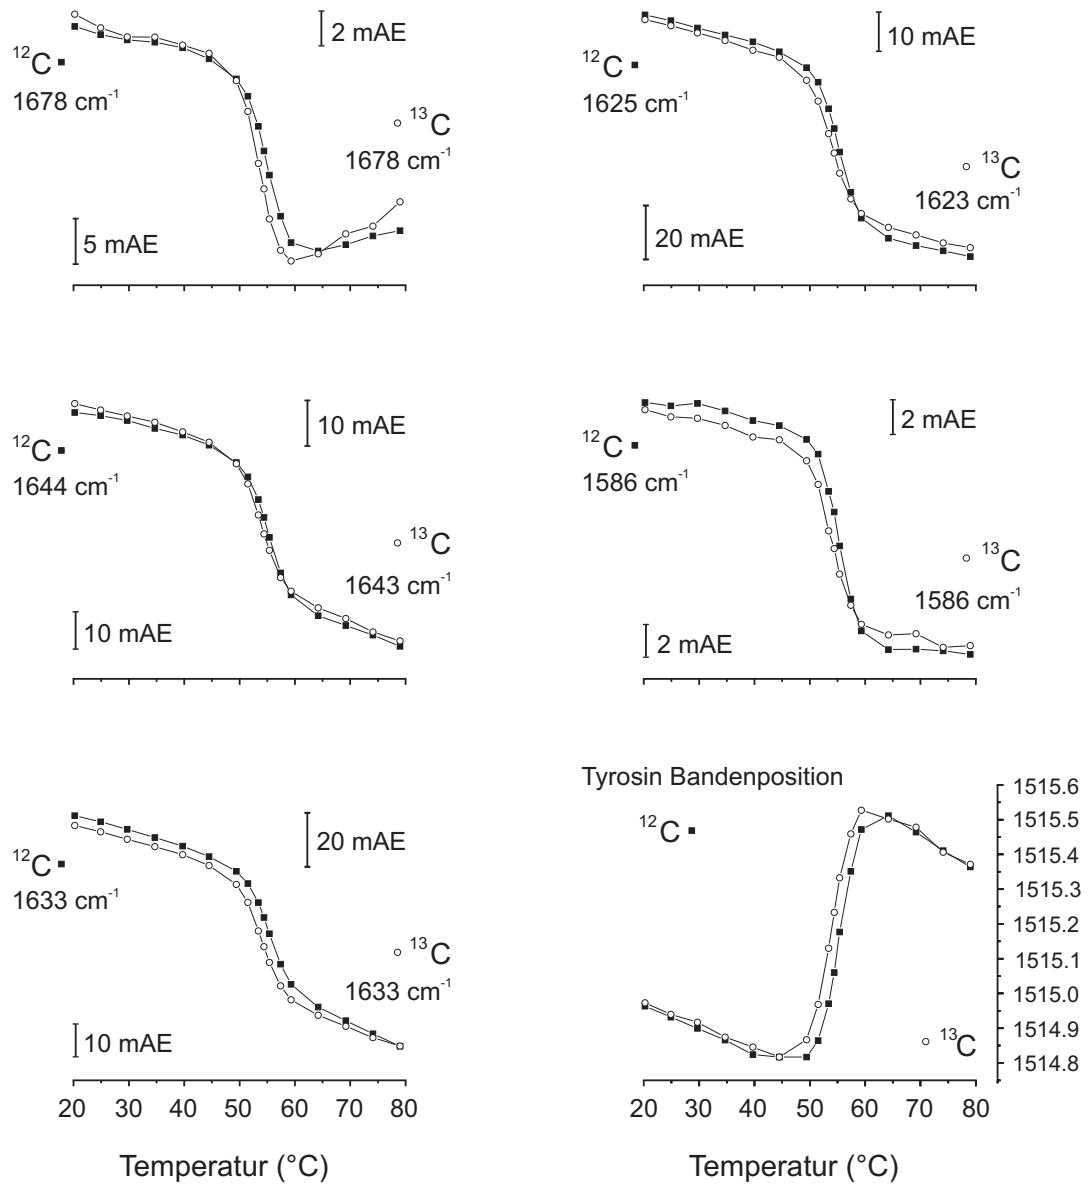 2 mAE
¹²C
1678 cm⁻¹
¹³C
1678 cm⁻¹
5 mAE
10 mAE
¹²C
1625 cm⁻¹
¹³C
1623 cm⁻¹
20 mAE
10 mAE
¹²C
1644 cm⁻¹
¹³C
1643 cm⁻¹
10 mAE
2 mAE
¹²C
1586 cm⁻¹
¹³C
1586 cm⁻¹
2 mAE
20 mAE
¹²C
1633 cm⁻¹
¹³C
1633 cm⁻¹
10 mAE
20 30 40 50 60 70 80
Temperatur (°C)
Tyrosin Bandenposition
¹²C
¹³C
1515.6
1515.5
1515.4
1515.3
1515.2
1515.1
1515.0
1514.9
1514.8
20 30 40 50 60 70 80
Temperatur (°C)